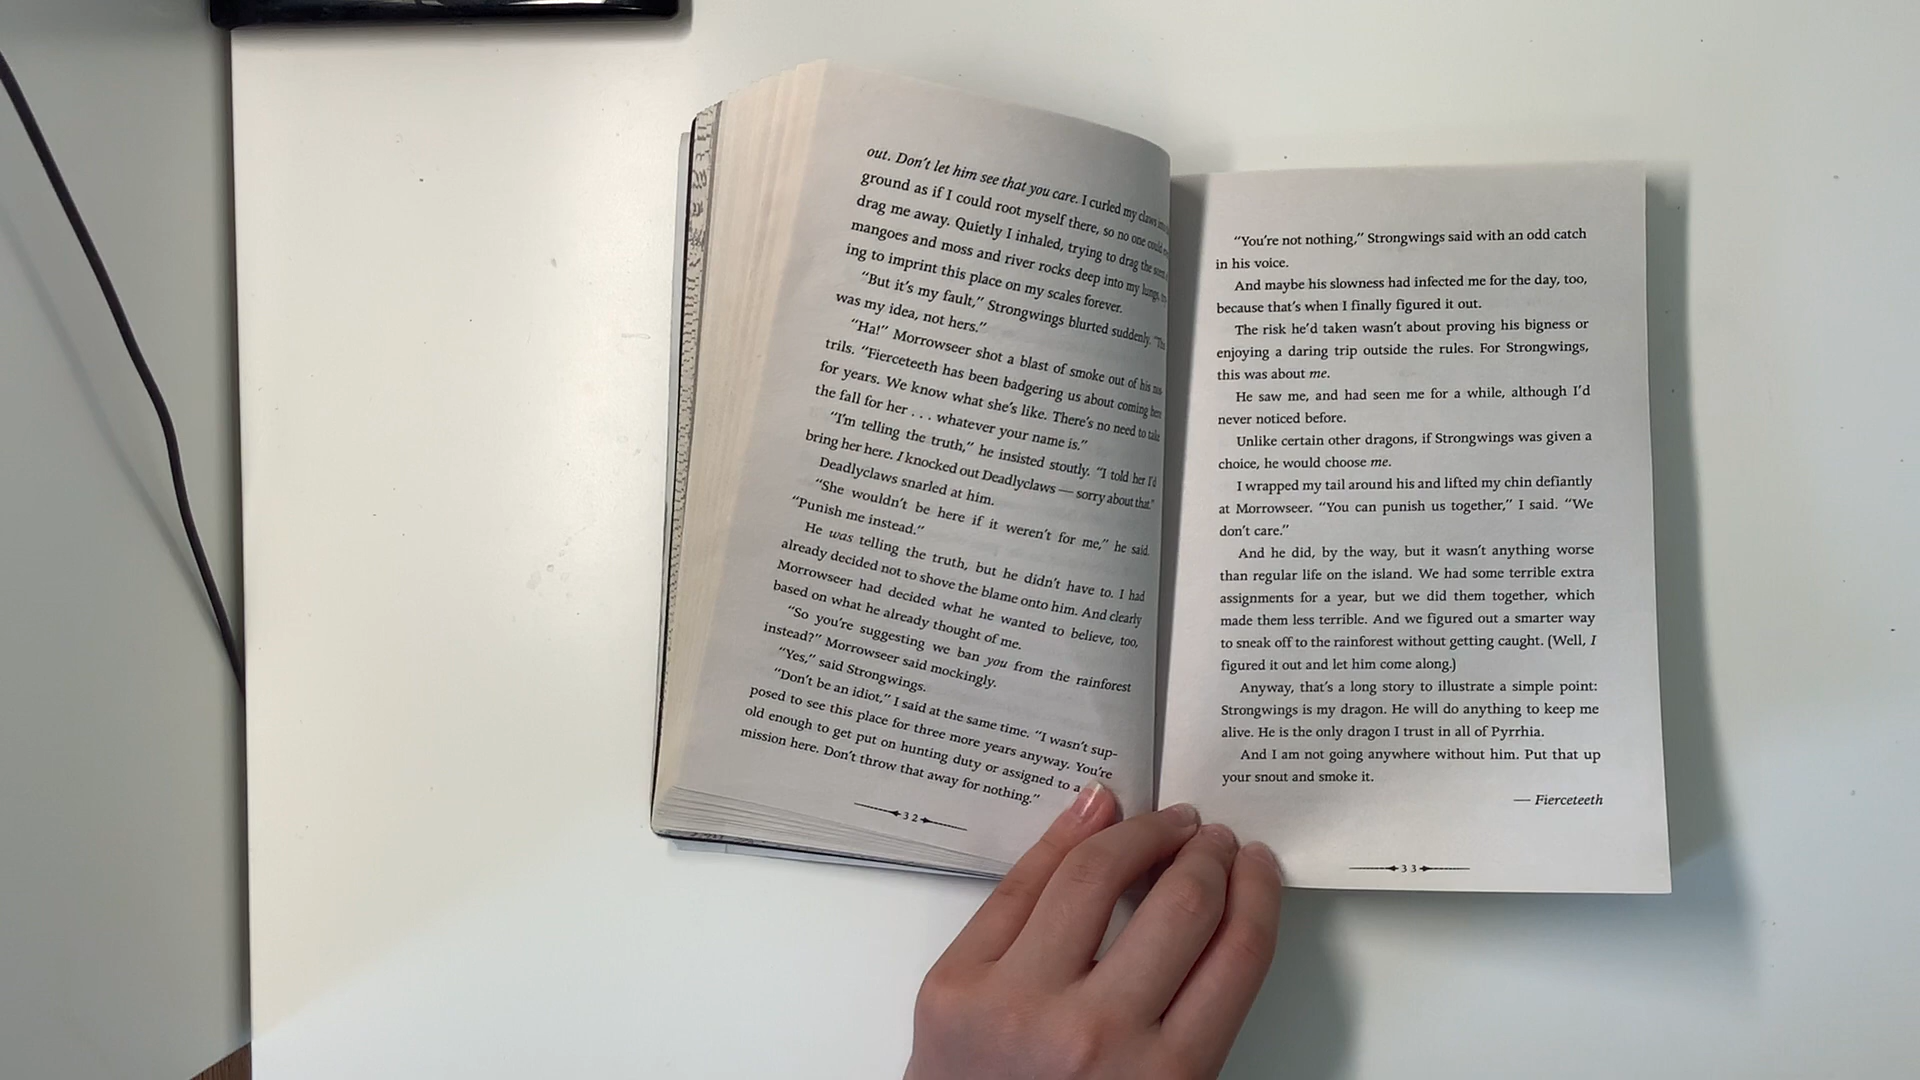 out. Don't let him see that you care. I curled my claws into
ground as if I could root myself there, so no one could
drag me away. Quietly I inhaled, trying to drag the scent
mangoes and moss and river rocks deep into my lungs,
ing to imprint this place on my scales forever.
"But it's my fault," Strongwings blurted suddenly. "This
was my idea, not hers."
"Ha!" Morrowseer shot a blast of smoke out of his nos-
trils. "Fierceteeth has been badgering us about coming here
for years. We know what she's like. There's no need to take
the fall for her . . . whatever your name is."
"I'm telling the truth," he insisted stoutly. "I told her I'd
bring her here. I knocked out Deadlyclaws — sorry about that."
Deadlyclaws snarled at him.
"She wouldn't be here if it weren't for me," he said.
"Punish me instead."
He was telling the truth, but he didn't have to. I had
already decided not to shove the blame onto him. And clearly
Morrowseer had decided what he wanted to believe, too,
based on what he already thought of me.
"So you're suggesting we ban you from the rainforest
instead?" Morrowseer said mockingly.
"Yes," said Strongwings.
"Don't be an idiot," I said at the same time. "I wasn't sup-
posed to see this place for three more years anyway. You're
old enough to get put on hunting duty or assigned to a
mission here. Don't throw that away for nothing."
32
"You're not nothing," Strongwings said with an odd catch
in his voice.
And maybe his slowness had infected me for the day, too,
because that's when I finally figured it out.
The risk he'd taken wasn't about proving his bigness or
enjoying a daring trip outside the rules. For Strongwings,
this was about me.
He saw me, and had seen me for a while, although I'd
never noticed before.
Unlike certain other dragons, if Strongwings was given a
choice, he would choose me.
I wrapped my tail around his and lifted my chin defiantly
at Morrowseer. "You can punish us together," I said. "We
don't care."
And he did, by the way, but it wasn't anything worse
than regular life on the island. We had some terrible extra
assignments for a year, but we did them together, which
made them less terrible. And we figured out a smarter way
to sneak off to the rainforest without getting caught. (Well, I
figured it out and let him come along.)
Anyway, that's a long story to illustrate a simple point:
Strongwings is my dragon. He will do anything to keep me
alive. He is the only dragon I trust in all of Pyrrhia.
And I am not going anywhere without him. Put that up
your snout and smoke it.
— Fierceteeth
33